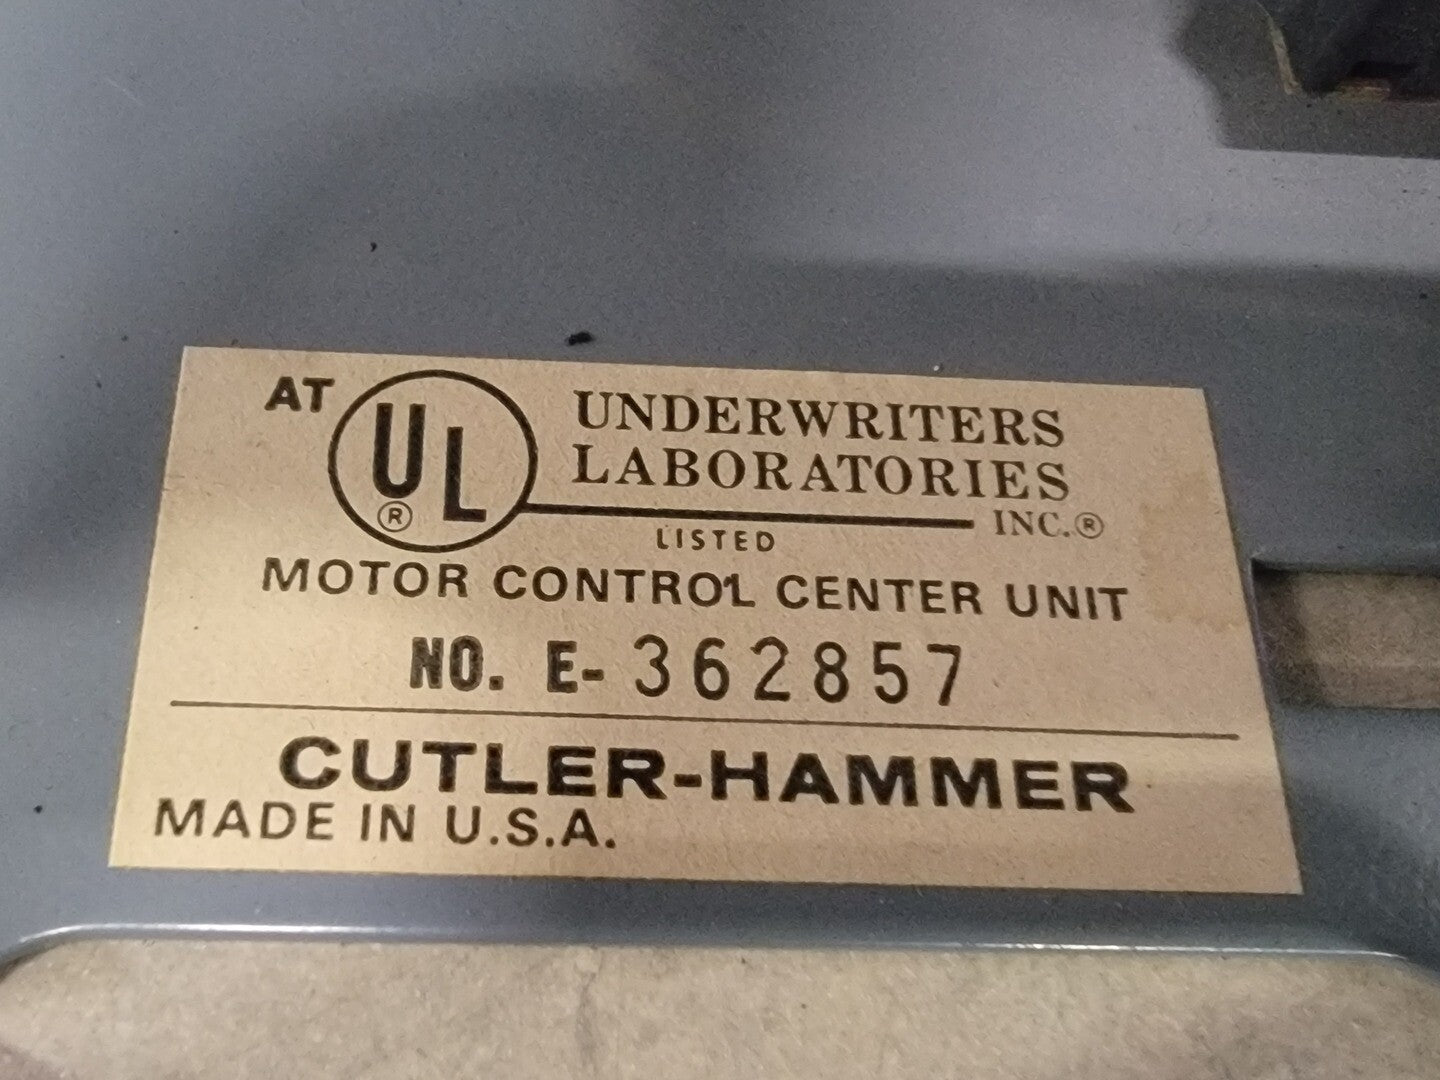 AT UL® UNDERWRITERS
LABORATORIES
INC.®
LISTED
MOTOR CONTROL CENTER UNIT
NO. E- 362857
CUTLER-HAMMER
MADE IN U.S.A.